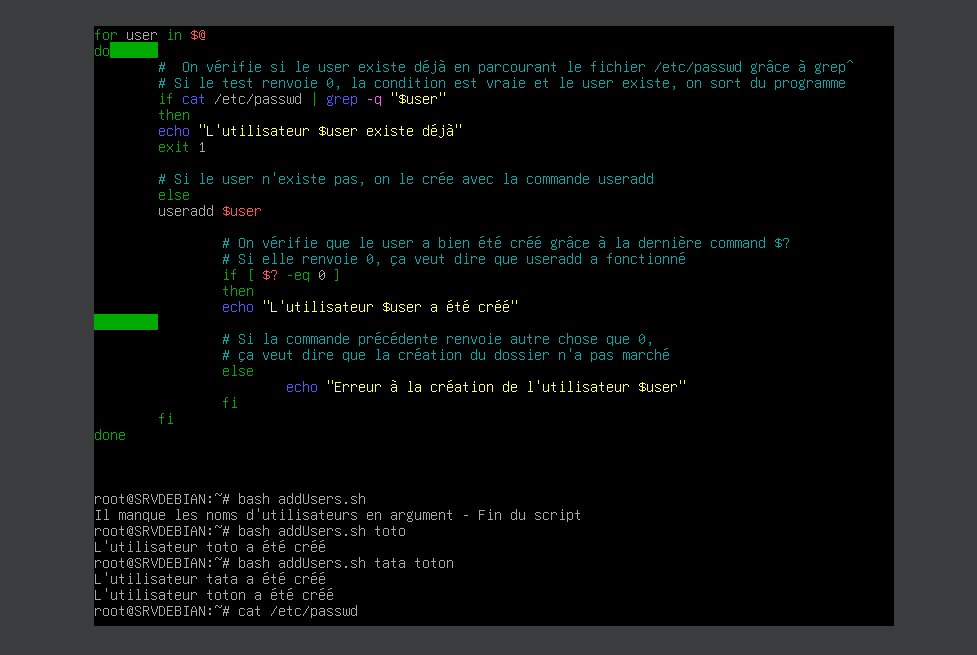 for user in $@
do
# On vérifie si le user existe déjà en parcourant le fichier /etc/passwd grâce à grep^
# Si le test renvoie 0, la condition est vraie et le user existe, on sort du programme
if cat /etc/passwd | grep -q "$user"
then
echo "L'utilisateur $user existe déjà"
exit 1
# Si le user n'existe pas, on le crée avec la commande useradd
else
useradd $user
# On vérifie que le user a bien été créé grâce à la dernière command $?
# Si elle renvoie 0, ça veut dire que useradd a fonctionné
if [ $? -eq 0 ]
then
echo "L'utilisateur $user a été créé"
# Si la commande précédente renvoie autre chose que 0,
# ça veut dire que la création du dossier n'a pas marché
else
echo "Erreur à la création de l'utilisateur $user"
fi
fi
done
root@SRVDEBIAN:~# bash addUsers.sh
Il manque les noms d'utilisateurs en argument - Fin du script
root@SRVDEBIAN:~# bash addUsers.sh toto
L'utilisateur toto a été créé
root@SRVDEBIAN:~# bash addUsers.sh tata toton
L'utilisateur tata a été créé
L'utilisateur toton a été créé
root@SRVDEBIAN:~# cat /etc/passwd